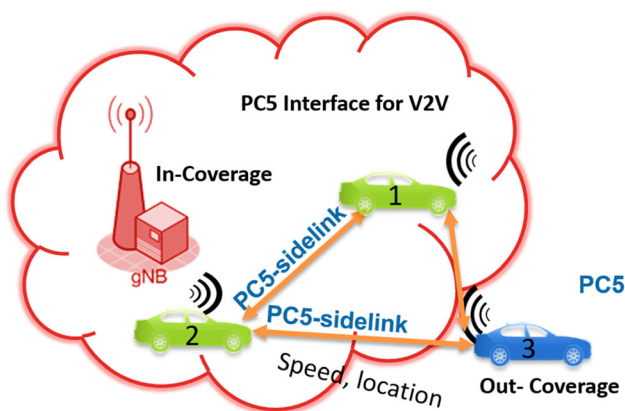 PC5 Interface for V2V
In-Coverage
1
gNB
PC5-sidelink
PC5
2
PC5-sidelink
3
Speed, location
Out- Coverage